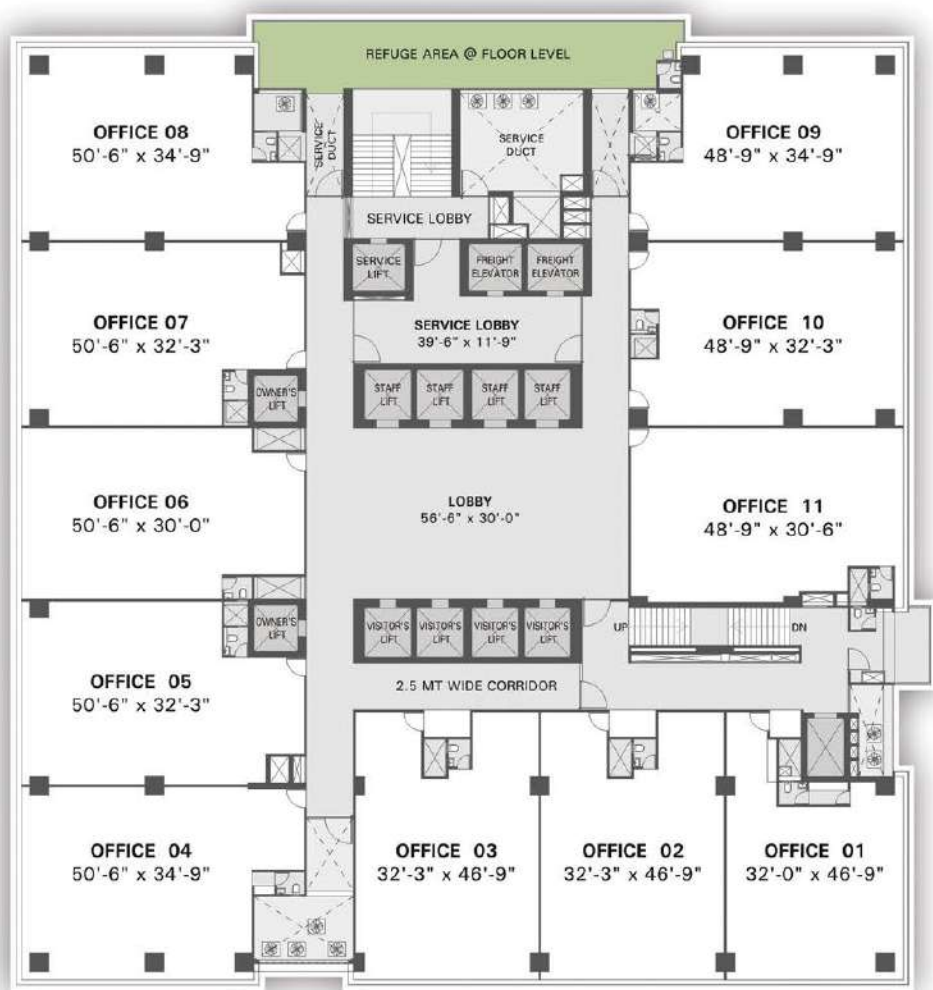 REFUGE AREA @ FLOOR LEVEL
OFFICE 08
50'-6" x 34'-9"
SERVICE
DUCT
SERVICE
DUCT
OFFICE 09
48'-9" x 34'-9"
SERVICE LOBBY
SERVICE
LIFT
FREIGHT
ELEVATOR
FREIGHT
ELEVATOR
OFFICE 07
50'-6" x 32'-3"
SERVICE LOBBY
39'-6" x 11'-9"
OFFICE 10
48'-9" x 32'-3"
OWNER'S
LIFT
STAFF
LIFT
STAFF
LIFT
STAFF
LIFT
STAFF
LIFT
OFFICE 06
50'-6" x 30'-0"
LOBBY
56'-6" x 30'-0"
OFFICE 11
48'-9" x 30'-6"
OWNER'S
LIFT
VISITOR'S
LIFT
VISITOR'S
LIFT
VISITOR'S
LIFT
VISITOR'S
LIFT
UP
DN
OFFICE 05
50'-6" x 32'-3"
2.5 MT WIDE CORRIDOR
OFFICE 04
50'-6" x 34'-9"
OFFICE 03
32'-3" x 46'-9"
OFFICE 02
32'-3" x 46'-9"
OFFICE 01
32'-0" x 46'-9"